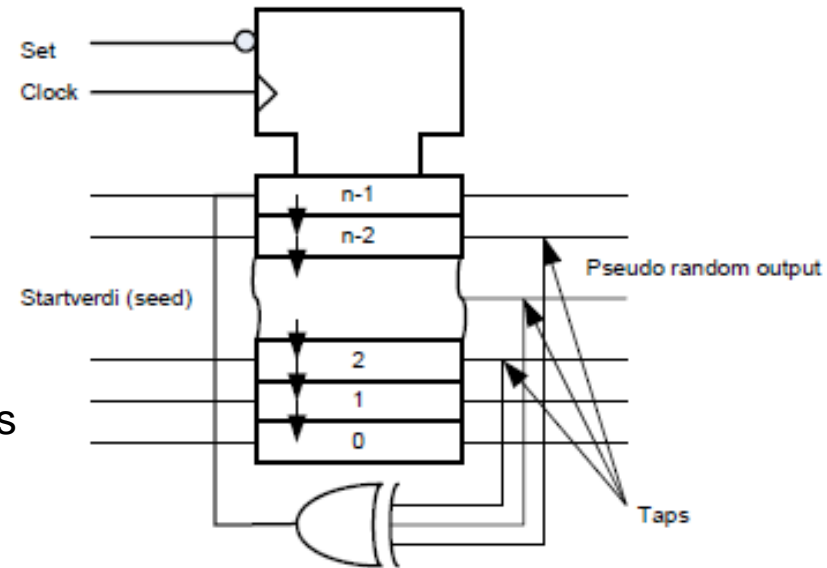 Set
Clock
n-1
n-2
Pseudo random output
Startverdi (seed)
2
1
s
0
Taps